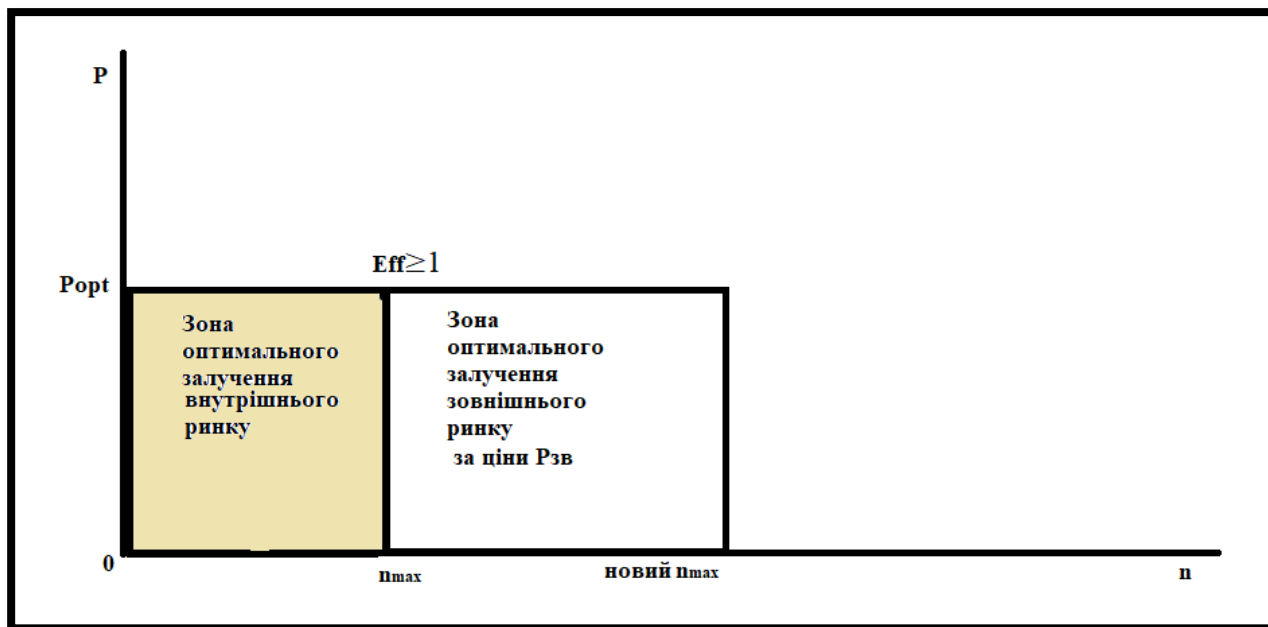 P
Eff≥1
Popt
Зона
оптимального
залучення
внутрішнього
ринку
Зона
оптимального
залучення
зовнішнього
ринку
за ціни Рзв
0
nmax
новий nmax
n